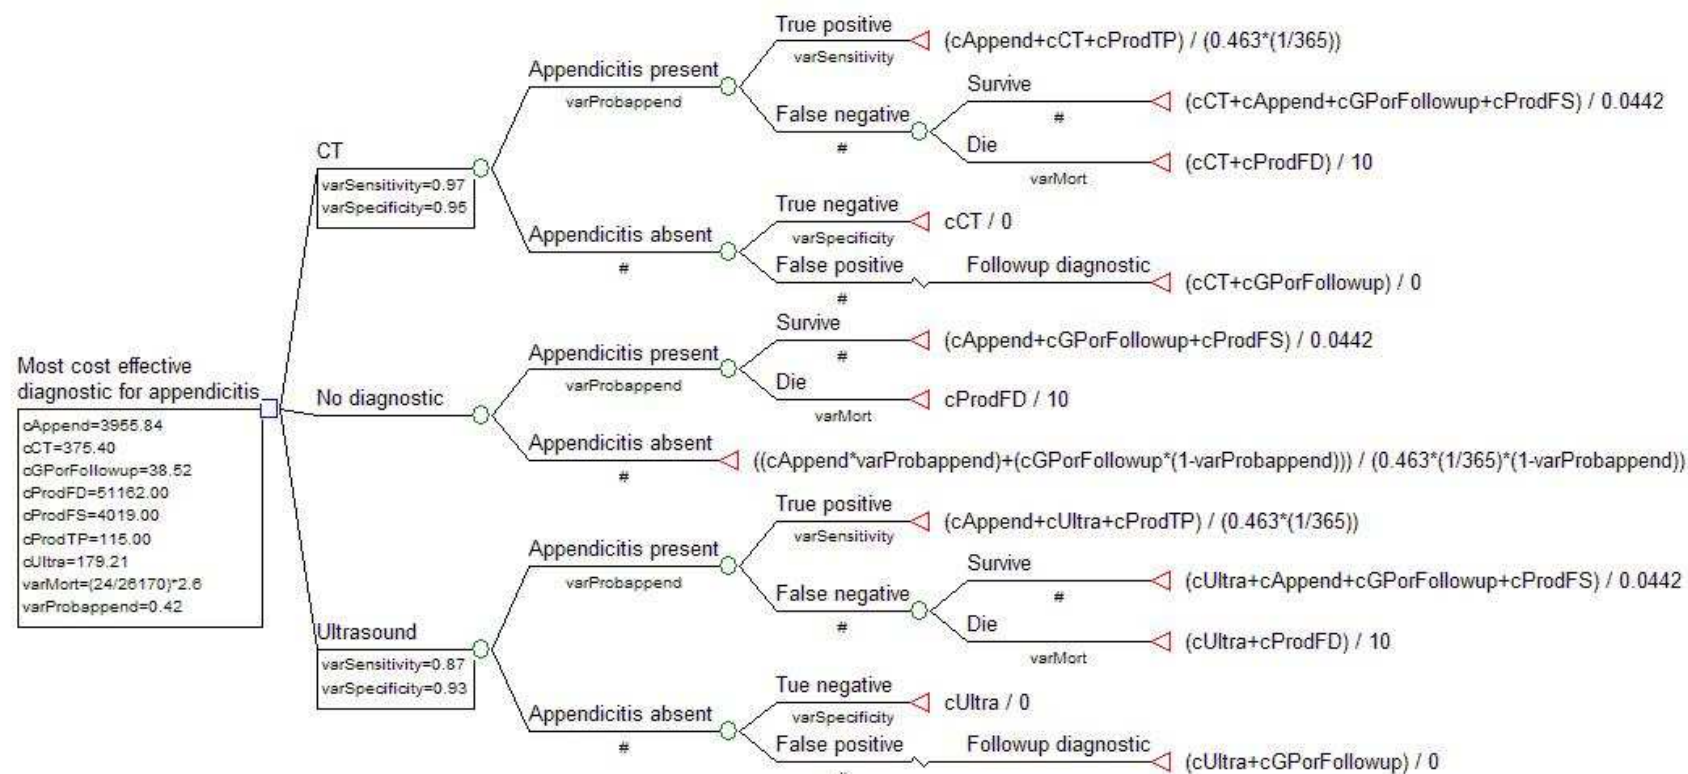 True positive
(cAppend+cCT+cProdTP) / (0.463*(1/365))
varSensitivity
Appendicitis present
varProbappend
Survive
(cCT+cAppend+cGPorFollowup+cProdFS) / 0.0442
#
False negative
#
Die
(cCT+cProdFD) / 10
varMort
CT
varSensitivity=0.97
varSpecificity=0.95
True negative
cCT / 0
varSpecificity
Appendicitis absent
#
False positive
#
Followup diagnostic
(cCT+cGPorFollowup) / 0
Survive
(cAppend+cGPorFollowup+cProdFS) / 0.0442
#
Appendicitis present
varProbappend
Die
cProdFD / 10
varMort
Most cost effective
diagnostic for appendicitis
cAppend=3955.84
cCT=375.40
cGPorFollowup=38.52
cProdFD=51162.00
cProdFS=4019.00
cProdTP=115.00
cUltra=179.21
varMort=(24/26170)*2.6
varProbappend=0.42
No diagnostic
Appendicitis absent
#
((cAppend*varProbappend)+(cGPorFollowup*(1-varProbappend))) / (0.463*(1/365)*(1-varProbappend))
True positive
(cAppend+cUltra+cProdTP) / (0.463*(1/365))
varSensitivity
Appendicitis present
varProbappend
Survive
(cUltra+cAppend+cGPorFollowup+cProdFS) / 0.0442
#
False negative
#
Die
(cUltra+cProdFD) / 10
varMort
Ultrasound
varSensitivity=0.87
varSpecificity=0.93
Tue negative
cUltra / 0
varSpecificity
Appendicitis absent
#
False positive
Followup diagnostic
(cUltra+cGPorFollowup) / 0